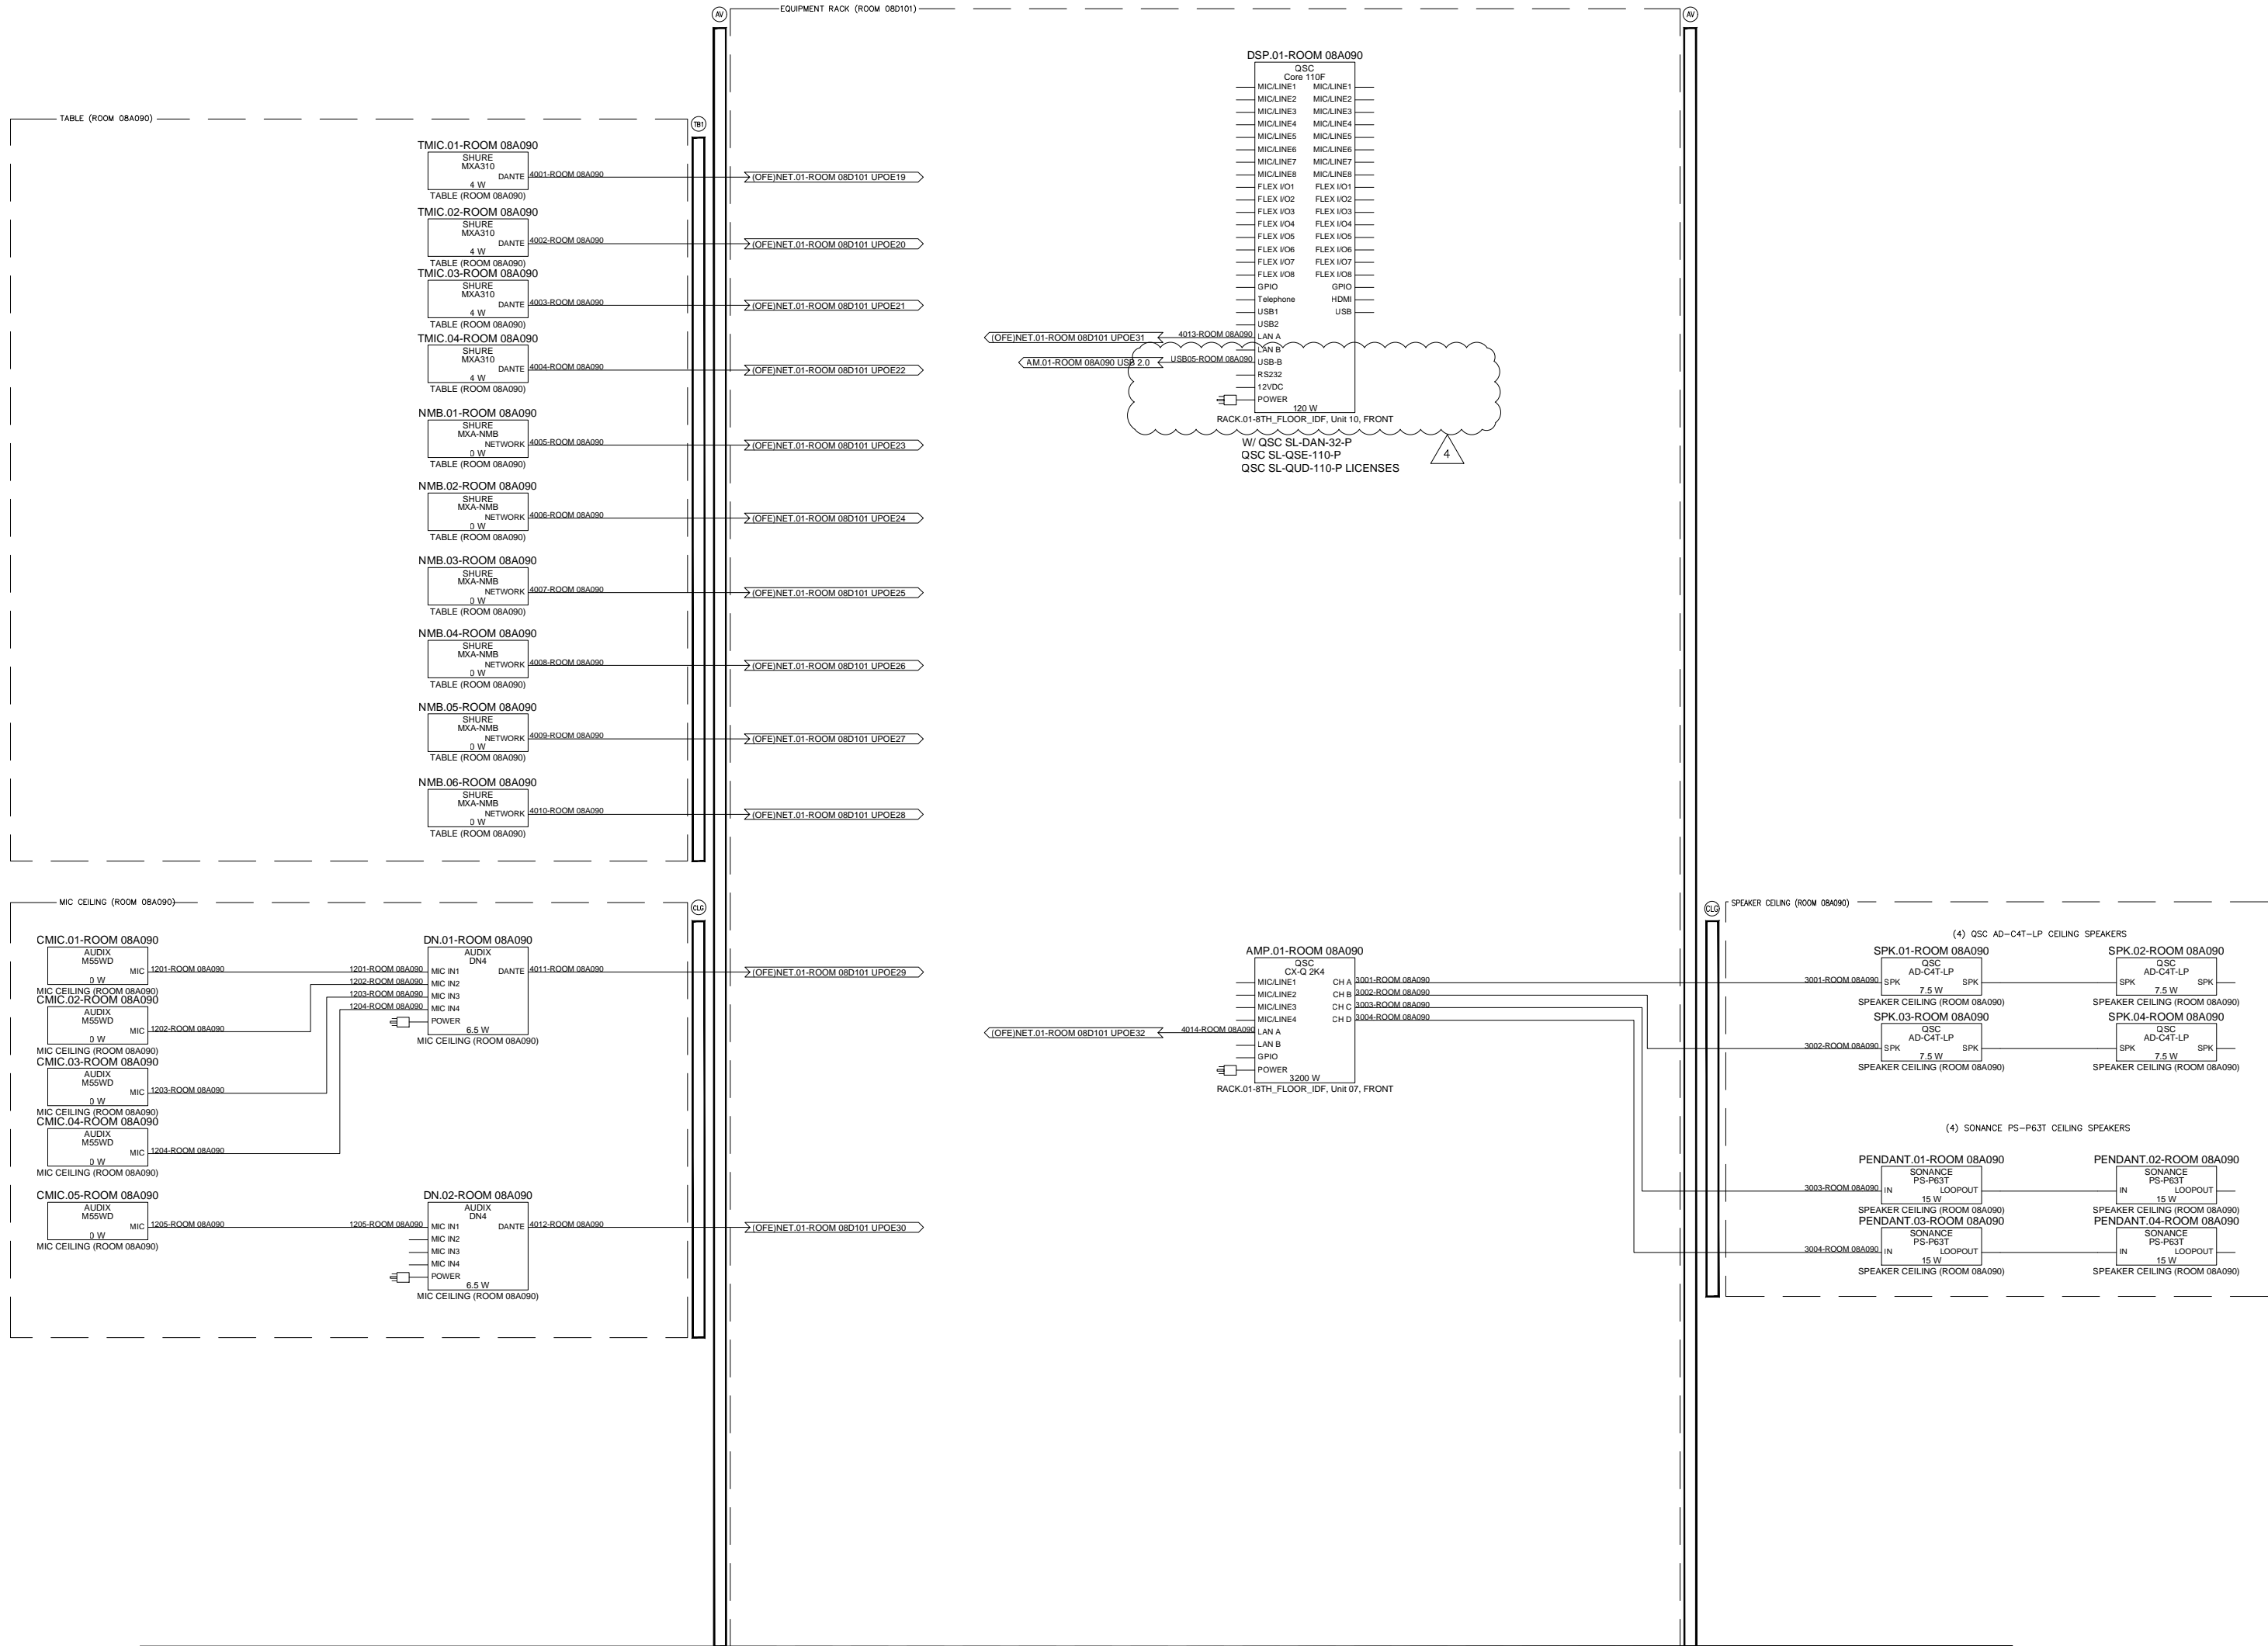 AV
EQUIPMENT RACK (ROOM 08D101)
AV
TABLE (ROOM 08A090)
TB1
TMIC.01-ROOM 08A090
SHURE
MXA310
DANTE
4 W
TABLE (ROOM 08A090)
4001-ROOM 08A090
(OFE)NET.01-ROOM 08D101 UPOE19
TMIC.02-ROOM 08A090
SHURE
MXA310
DANTE
4 W
TABLE (ROOM 08A090)
4002-ROOM 08A090
(OFE)NET.01-ROOM 08D101 UPOE20
TMIC.03-ROOM 08A090
SHURE
MXA310
DANTE
4 W
TABLE (ROOM 08A090)
4003-ROOM 08A090
(OFE)NET.01-ROOM 08D101 UPOE21
TMIC.04-ROOM 08A090
SHURE
MXA310
DANTE
4 W
TABLE (ROOM 08A090)
4004-ROOM 08A090
(OFE)NET.01-ROOM 08D101 UPOE22
NMB.01-ROOM 08A090
SHURE
MXA-NMB
NETWORK
0 W
TABLE (ROOM 08A090)
4005-ROOM 08A090
(OFE)NET.01-ROOM 08D101 UPOE23
NMB.02-ROOM 08A090
SHURE
MXA-NMB
NETWORK
0 W
TABLE (ROOM 08A090)
4006-ROOM 08A090
(OFE)NET.01-ROOM 08D101 UPOE24
NMB.03-ROOM 08A090
SHURE
MXA-NMB
NETWORK
0 W
TABLE (ROOM 08A090)
4007-ROOM 08A090
(OFE)NET.01-ROOM 08D101 UPOE25
NMB.04-ROOM 08A090
SHURE
MXA-NMB
NETWORK
0 W
TABLE (ROOM 08A090)
4008-ROOM 08A090
(OFE)NET.01-ROOM 08D101 UPOE26
NMB.05-ROOM 08A090
SHURE
MXA-NMB
NETWORK
0 W
TABLE (ROOM 08A090)
4009-ROOM 08A090
(OFE)NET.01-ROOM 08D101 UPOE27
NMB.06-ROOM 08A090
SHURE
MXA-NMB
NETWORK
0 W
TABLE (ROOM 08A090)
4010-ROOM 08A090
(OFE)NET.01-ROOM 08D101 UPOE28
DSP.01-ROOM 08A090
QSC
Core 110F
MIC/LINE1 MIC/LINE1
MIC/LINE2 MIC/LINE2
MIC/LINE3 MIC/LINE3
MIC/LINE4 MIC/LINE4
MIC/LINE5 MIC/LINE5
MIC/LINE6 MIC/LINE6
MIC/LINE7 MIC/LINE7
MIC/LINE8 MIC/LINE8
FLEX I/O1 FLEX I/O1
FLEX I/O2 FLEX I/O2
FLEX I/O3 FLEX I/O3
FLEX I/O4 FLEX I/O4
FLEX I/O5 FLEX I/O5
FLEX I/O6 FLEX I/O6
FLEX I/O7 FLEX I/O7
FLEX I/O8 FLEX I/O8
GPIO GPIO
Telephone HDMI
USB1 USB
USB2
(OFE)NET.01-ROOM 08D101 UPOE31 4013-ROOM 08A090 LAN A
LAN B
AM.01-ROOM 08A090 USB 2.0 USB05-ROOM 08A090 USB-B
RS232
12VDC
POWER
120 W
RACK.01-8TH_FLOOR_IDF, Unit 10, FRONT
W/ QSC SL-DAN-32-P
QSC SL-QSE-110-P
QSC SL-QUD-110-P LICENSES
4
MIC CEILING (ROOM 08A090)
CLG
CMIC.01-ROOM 08A090
AUDIX
M55WD
MIC
0 W
MIC CEILING (ROOM 08A090)
1201-ROOM 08A090
CMIC.02-ROOM 08A090
AUDIX
M55WD
MIC
0 W
MIC CEILING (ROOM 08A090)
1202-ROOM 08A090
CMIC.03-ROOM 08A090
AUDIX
M55WD
MIC
0 W
MIC CEILING (ROOM 08A090)
1203-ROOM 08A090
CMIC.04-ROOM 08A090
AUDIX
M55WD
MIC
0 W
MIC CEILING (ROOM 08A090)
1204-ROOM 08A090
CMIC.05-ROOM 08A090
AUDIX
M55WD
MIC
0 W
MIC CEILING (ROOM 08A090)
1205-ROOM 08A090
DN.01-ROOM 08A090
AUDIX
DN4
1201-ROOM 08A090 MIC IN1 DANTE 4011-ROOM 08A090
1202-ROOM 08A090 MIC IN2
1203-ROOM 08A090 MIC IN3
1204-ROOM 08A090 MIC IN4
POWER
6.5 W
MIC CEILING (ROOM 08A090)
(OFE)NET.01-ROOM 08D101 UPOE29
DN.02-ROOM 08A090
AUDIX
DN4
1205-ROOM 08A090 MIC IN1 DANTE 4012-ROOM 08A090
MIC IN2
MIC IN3
MIC IN4
POWER
6.5 W
MIC CEILING (ROOM 08A090)
(OFE)NET.01-ROOM 08D101 UPOE30
AMP.01-ROOM 08A090
QSC
CX-Q 2K4
MIC/LINE1 CH A 3001-ROOM 08A090
MIC/LINE2 CH B 3002-ROOM 08A090
MIC/LINE3 CH C 3003-ROOM 08A090
MIC/LINE4 CH D 3004-ROOM 08A090
(OFE)NET.01-ROOM 08D101 UPOE32 4014-ROOM 08A090 LAN A
LAN B
GPIO
POWER
3200 W
RACK.01-8TH_FLOOR_IDF, Unit 07, FRONT
CLG
SPEAKER CEILING (ROOM 08A090)
(4) QSC AD-C4T-LP CEILING SPEAKERS
SPK.01-ROOM 08A090
QSC
AD-C4T-LP
3001-ROOM 08A090 SPK SPK
7.5 W
SPEAKER CEILING (ROOM 08A090)
SPK.02-ROOM 08A090
QSC
AD-C4T-LP
SPK SPK
7.5 W
SPEAKER CEILING (ROOM 08A090)
SPK.03-ROOM 08A090
QSC
AD-C4T-LP
3002-ROOM 08A090 SPK SPK
7.5 W
SPEAKER CEILING (ROOM 08A090)
SPK.04-ROOM 08A090
QSC
AD-C4T-LP
SPK SPK
7.5 W
SPEAKER CEILING (ROOM 08A090)
(4) SONANCE PS-P63T CEILING SPEAKERS
PENDANT.01-ROOM 08A090
SONANCE
PS-P63T
3003-ROOM 08A090 IN LOOPOUT
15 W
SPEAKER CEILING (ROOM 08A090)
PENDANT.02-ROOM 08A090
SONANCE
PS-P63T
IN LOOPOUT
15 W
SPEAKER CEILING (ROOM 08A090)
PENDANT.03-ROOM 08A090
SONANCE
PS-P63T
3004-ROOM 08A090 IN LOOPOUT
15 W
SPEAKER CEILING (ROOM 08A090)
PENDANT.04-ROOM 08A090
SONANCE
PS-P63T
IN LOOPOUT
15 W
SPEAKER CEILING (ROOM 08A090)